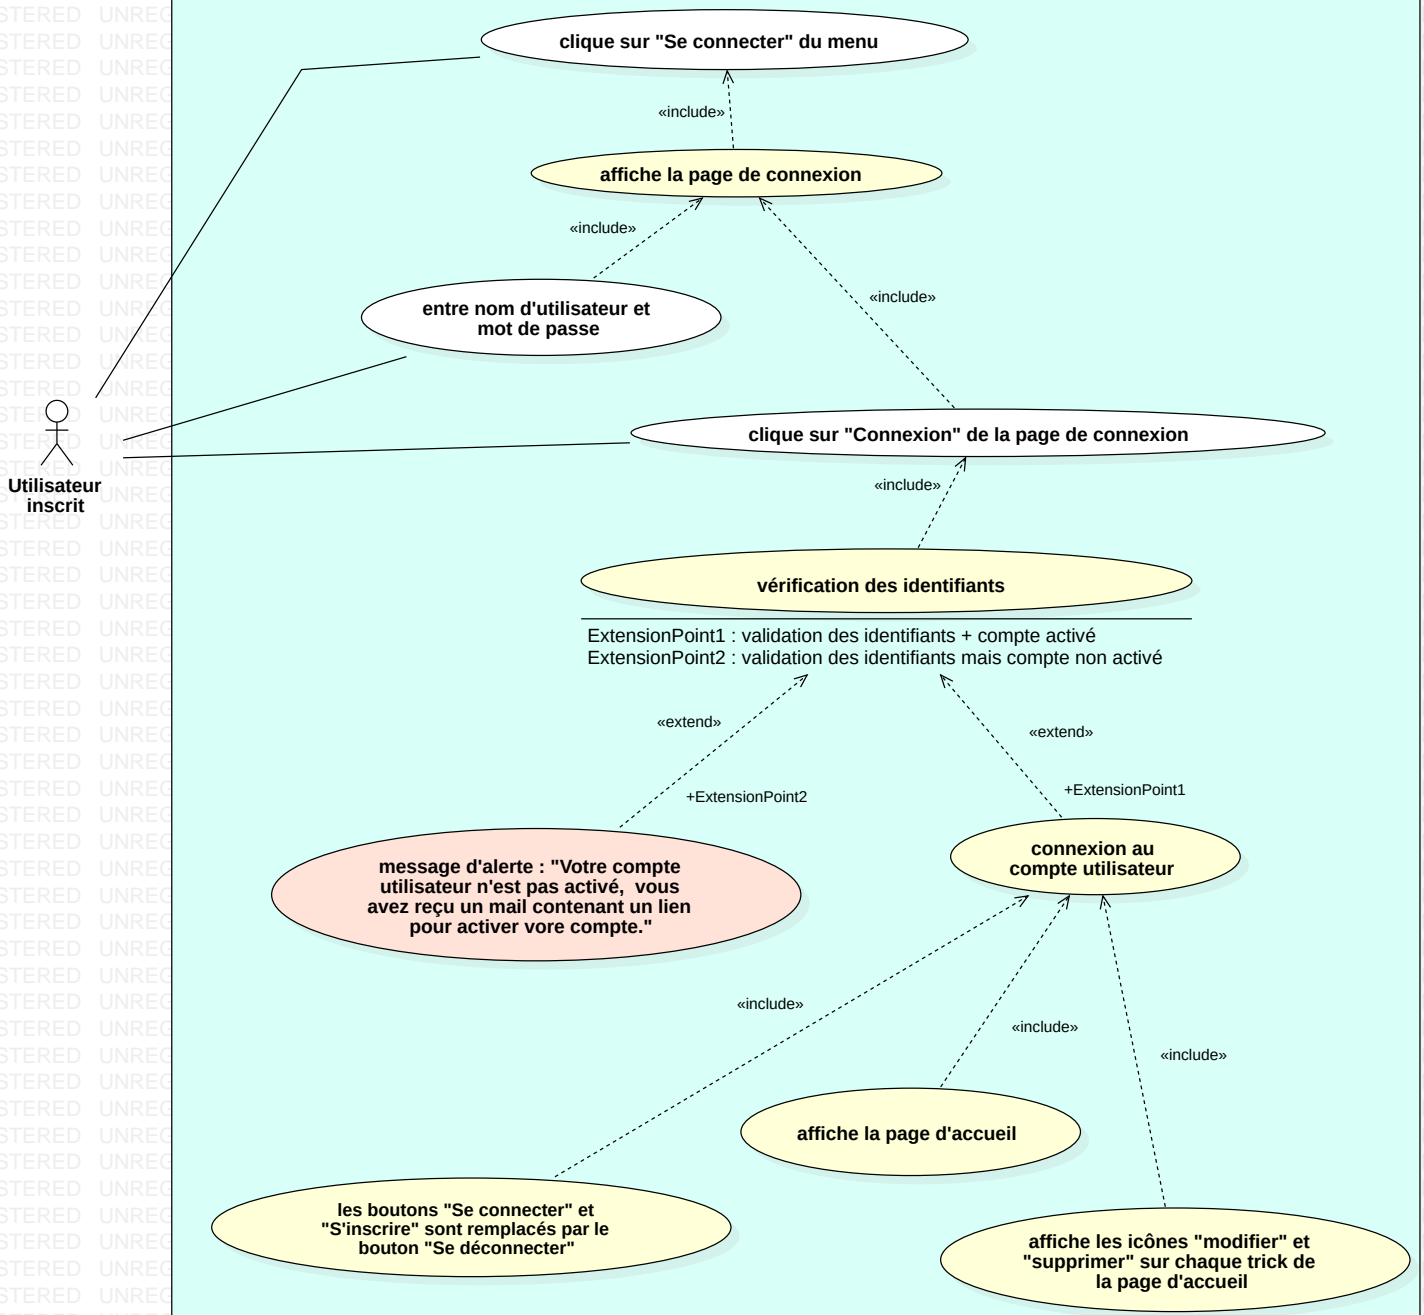 clique sur "Se connecter" du menu
«include»
affiche la page de connexion
«include»
«include»
entre nom d'utilisateur et
mot de passe
clique sur "Connexion" de la page de connexion
«include»
Utilisateur
inscrit
vérification des identifiants
ExtensionPoint1 : validation des identifiants + compte activé
ExtensionPoint2 : validation des identifiants mais compte non activé
«extend»
«extend»
+ExtensionPoint2
+ExtensionPoint1
message d'alerte : "Votre compte
utilisateur n'est pas activé,  vous
avez reçu un mail contenant un lien
pour activer vore compte."
connexion au
compte utilisateur
«include»
«include»
«include»
affiche la page d'accueil
les boutons "Se connecter" et
"S'inscrire" sont remplacés par le
bouton "Se déconnecter"
affiche les icônes "modifier" et
"supprimer" sur chaque trick de
la page d'accueil